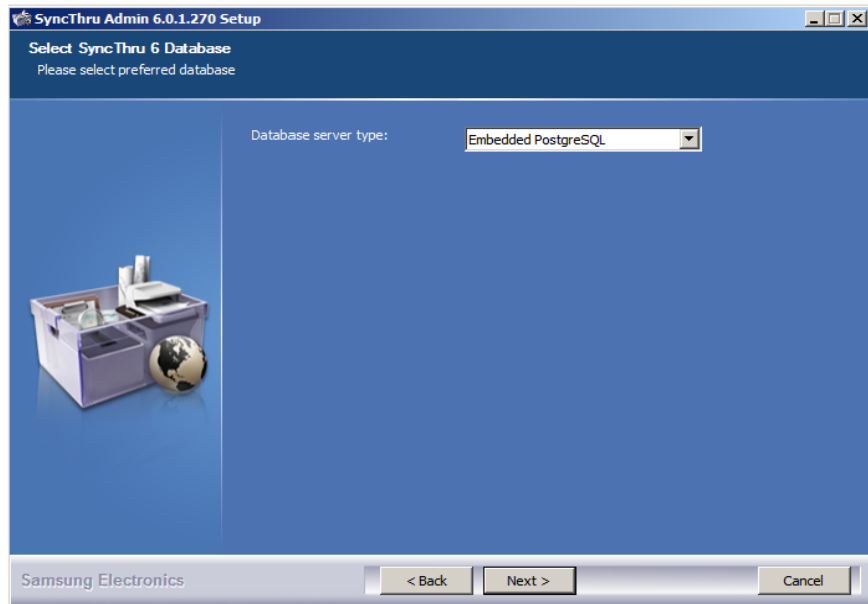 SyncThru Admin 6.0.1.270 Setup
Select SyncThru 6 Database
Please select preferred database
Database server type: Embedded PostgreSQL
Samsung Electronics < Back Next > Cancel